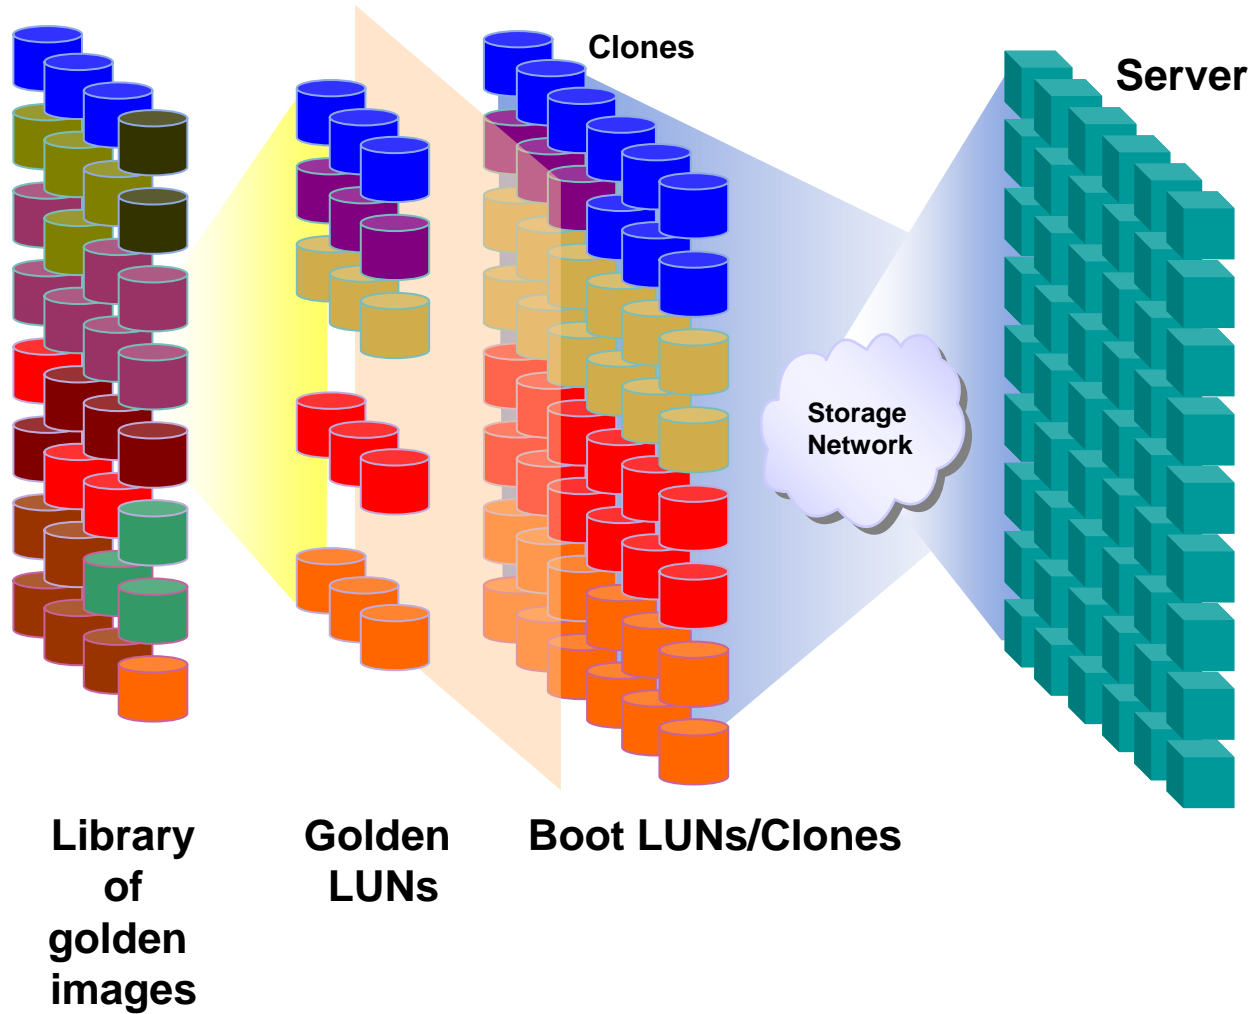 Clones
Server
Storage
Network
Library
of
golden
images
Golden
LUNs
Boot LUNs/Clones